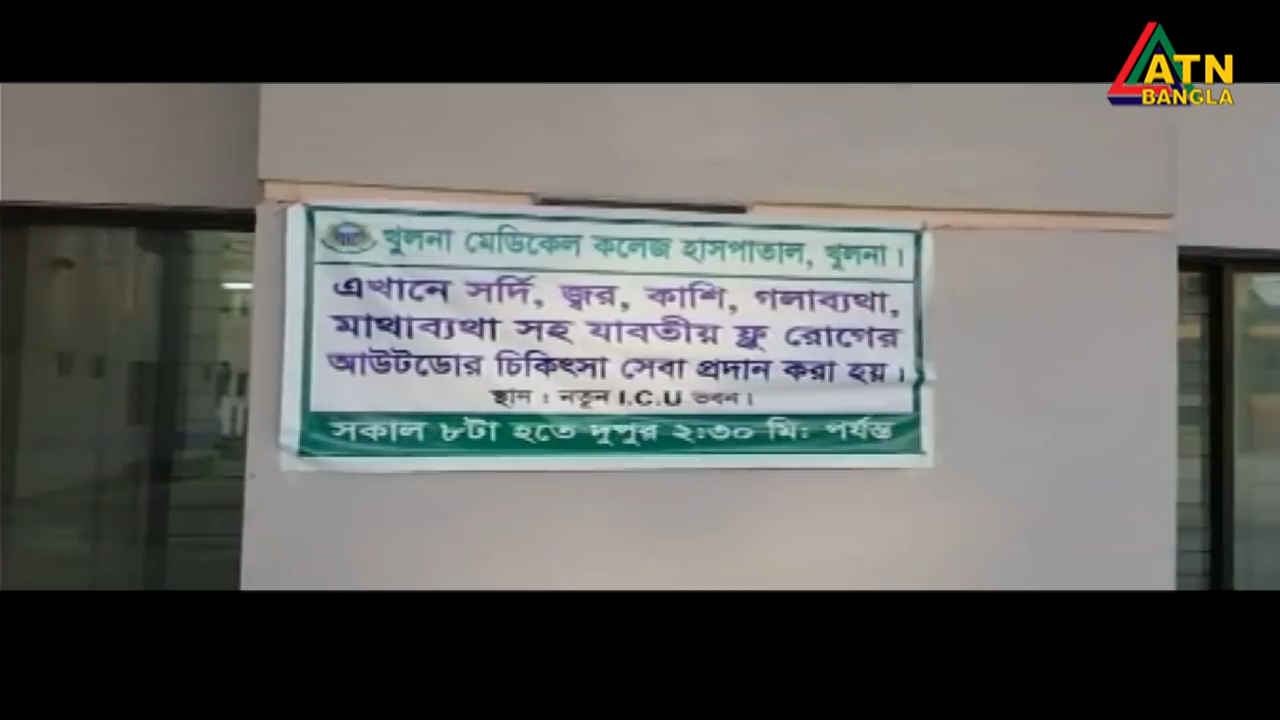 ATN
BANGLA
খুলনা মেডিকেল কলেজ হাসপাতাল, খুলনা।
এখানে সর্দি, জ্বর, কাশি, গলাব্যথা,
মাথাব্যথা সহ যাবতীয় ফ্লু রোগের
আউটডোর চিকিৎসা সেবা প্রদান করা হয়।
স্থান : নতুন I.C.U ভবন।
সকাল ৮টা হতে দুপুর ২:৩০ মি: পর্যন্ত